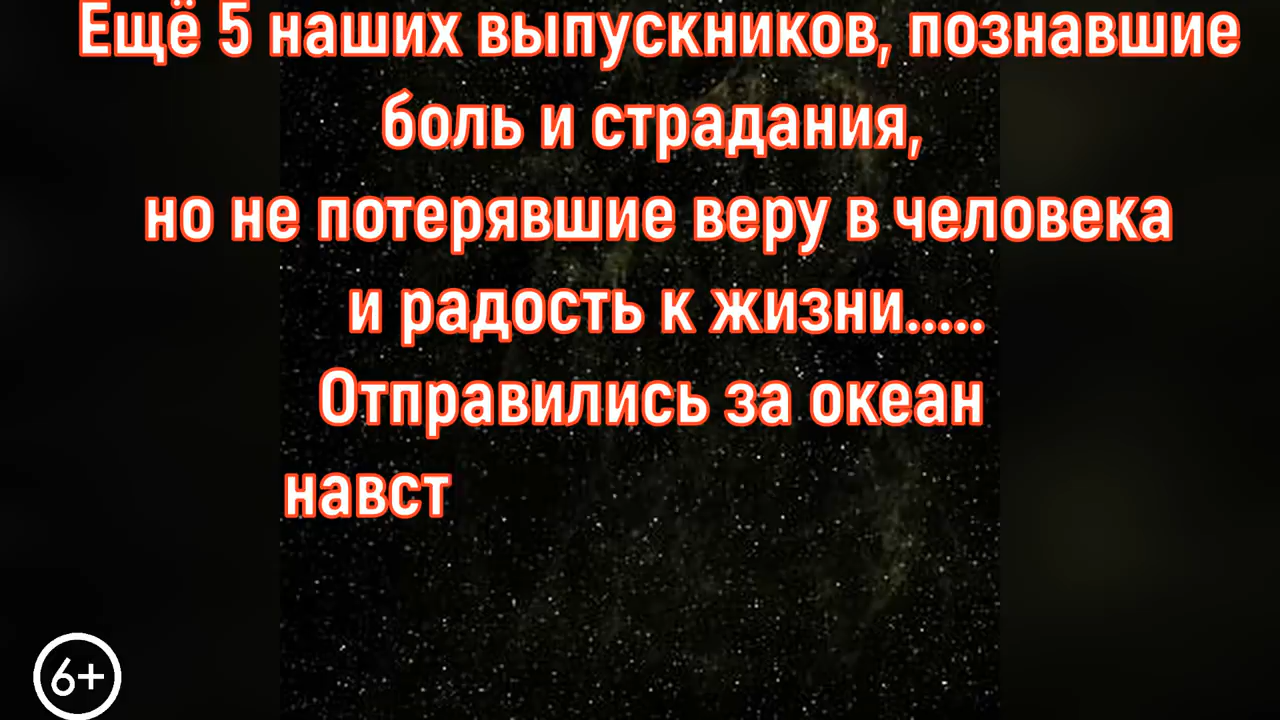 Ещё 5 наших выпускников, познавшие
боль и страдания,
но не потерявшие веру в человека
и радость к жизни.....
Отправились за океан
навст
6+